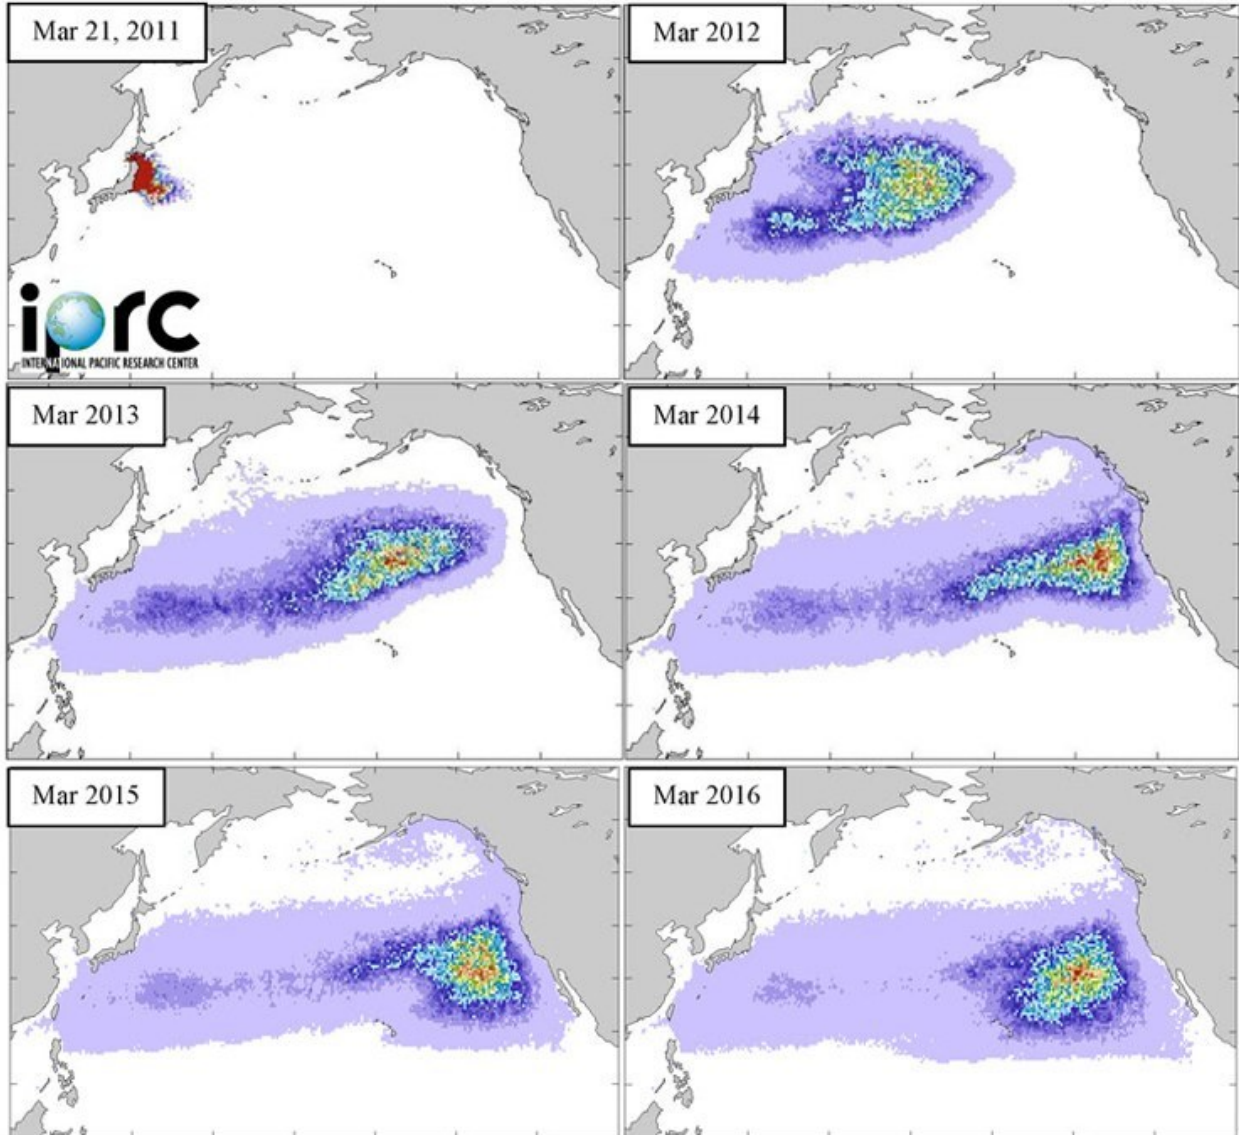 Mar 21, 2011
Mar 2012
iprc
INTERNATIONAL PACIFIC RESEARCH CENTER
Mar 2013
Mar 2014
Mar 2015
Mar 2016